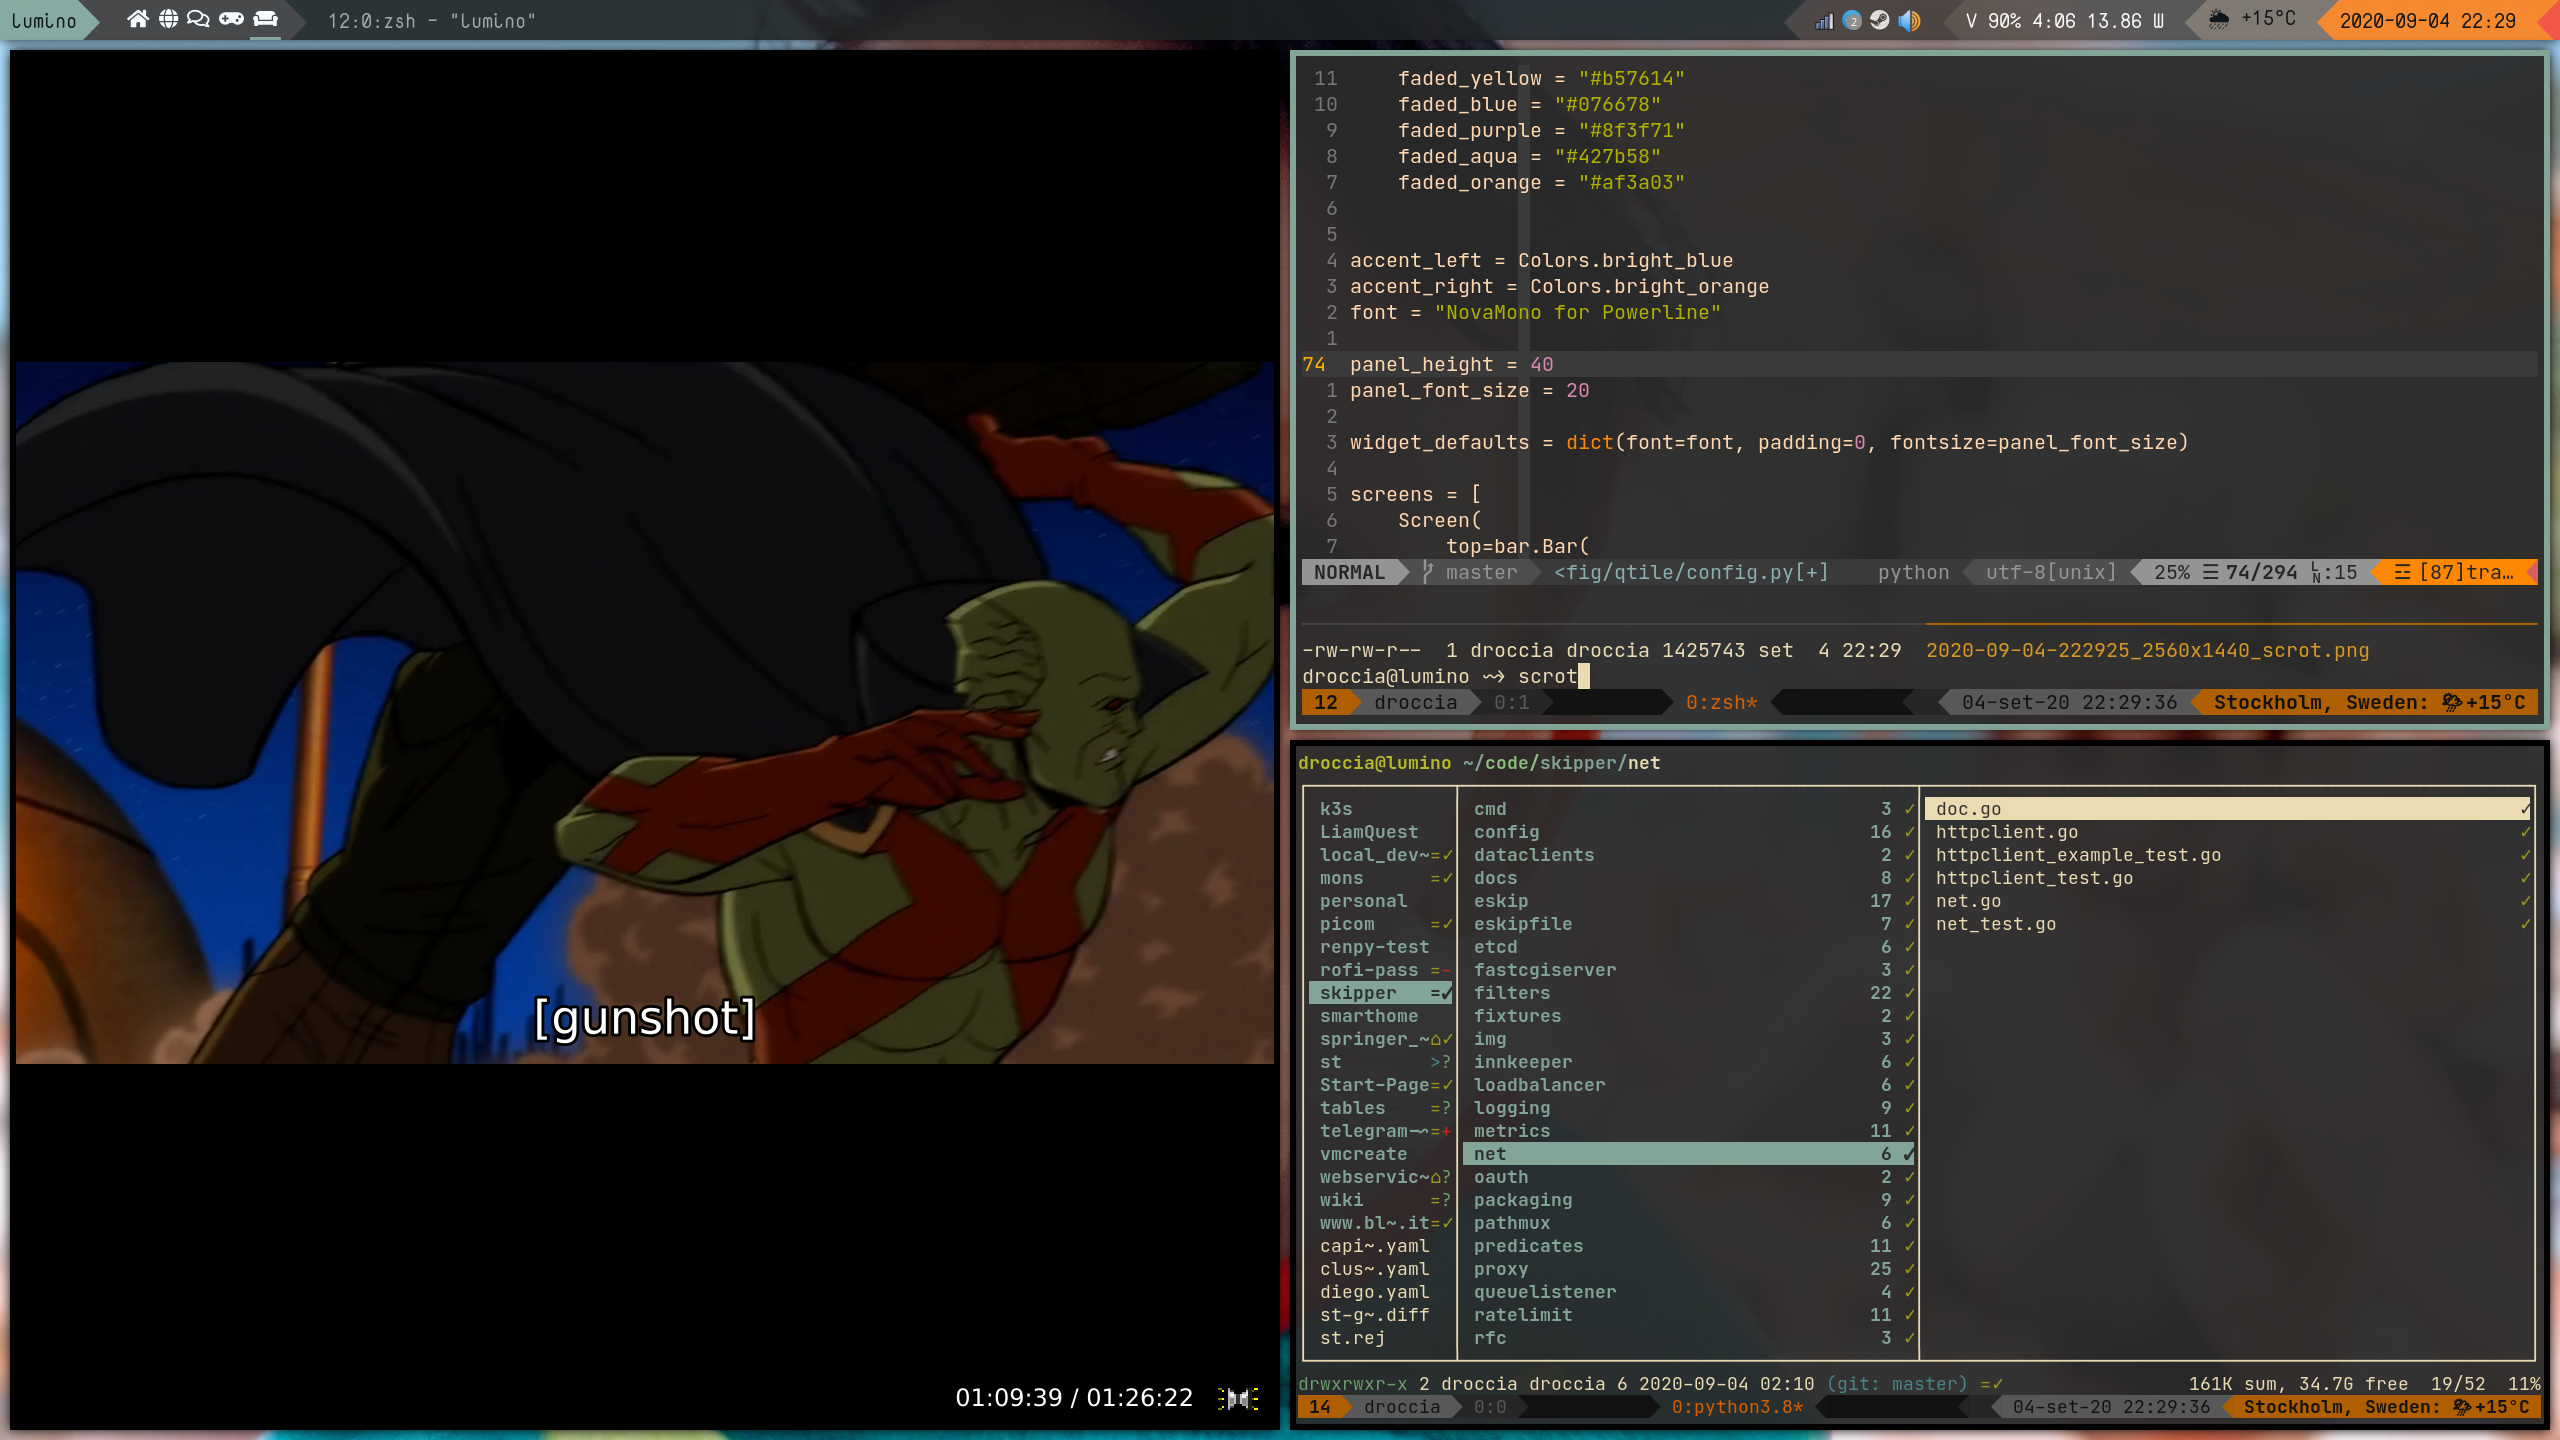 lumino 12:0:zsh - "lumino" 2 V 90% 4:06 13.86 W +15°C 2020-09-04 22:29
[gunshot]
01:09:39 / 01:26:22
11 faded_yellow = "#b57614"
10 faded_blue = "#076678"
9 faded_purple = "#8f3f71"
8 faded_aqua = "#427b58"
7 faded_orange = "#af3a03"
6
5
4 accent_left = Colors.bright_blue
3 accent_right = Colors.bright_orange
2 font = "NovaMono for Powerline"
1
74 panel_height = 40
1 panel_font_size = 20
2
3 widget_defaults = dict(font=font, padding=0, fontsize=panel_font_size)
4
5 screens = [
6 Screen(
7 top=bar.Bar(
NORMAL master <fig/qtile/config.py[+] python utf-8[unix] 25% ☰ 74/294 LN:15 ☲ [87]tra…
-rw-rw-r-- 1 droccia droccia 1425743 set 4 22:29 2020-09-04-222925_2560x1440_scrot.png
droccia@lumino ⇝ scrot
12 droccia 0:1 0:zsh* 04-set-20 22:29:36 Stockholm, Sweden: +15°C
droccia@lumino ~/code/skipper/net
k3s cmd 3 ✓ doc.go ✓
LiamQuest config 16 ✓ httpclient.go ✓
local_dev~=✓ dataclients 2 ✓ httpclient_example_test.go ✓
mons =✓ docs 8 ✓ httpclient_test.go ✓
personal eskip 17 ✓ net.go ✓
picom =✓ eskipfile 7 ✓ net_test.go ✓
renpy-test etcd 6 ✓
rofi-pass =- fastcgiserver 3 ✓
skipper =✓ filters 22 ✓
smarthome fixtures 2 ✓
springer_~⌂✓ img 3 ✓
st >? innkeeper 6 ✓
Start-Page=✓ loadbalancer 6 ✓
tables =? logging 9 ✓
telegram-~=+ metrics 11 ✓
vmcreate net 6 ✓
webservic~⌂? oauth 2 ✓
wiki =? packaging 9 ✓
www.bl~.it=✓ pathmux 6 ✓
capi~.yaml predicates 11 ✓
clus~.yaml proxy 25 ✓
diego.yaml queuelistener 4 ✓
st-g~.diff ratelimit 11 ✓
st.rej rfc 3 ✓
drwxrwxr-x 2 droccia droccia 6 2020-09-04 02:10 (git: master) =✓ 161K sum, 34.7G free 19/52 11%
14 droccia 0:0 0:python3.8* 04-set-20 22:29:36 Stockholm, Sweden: +15°C